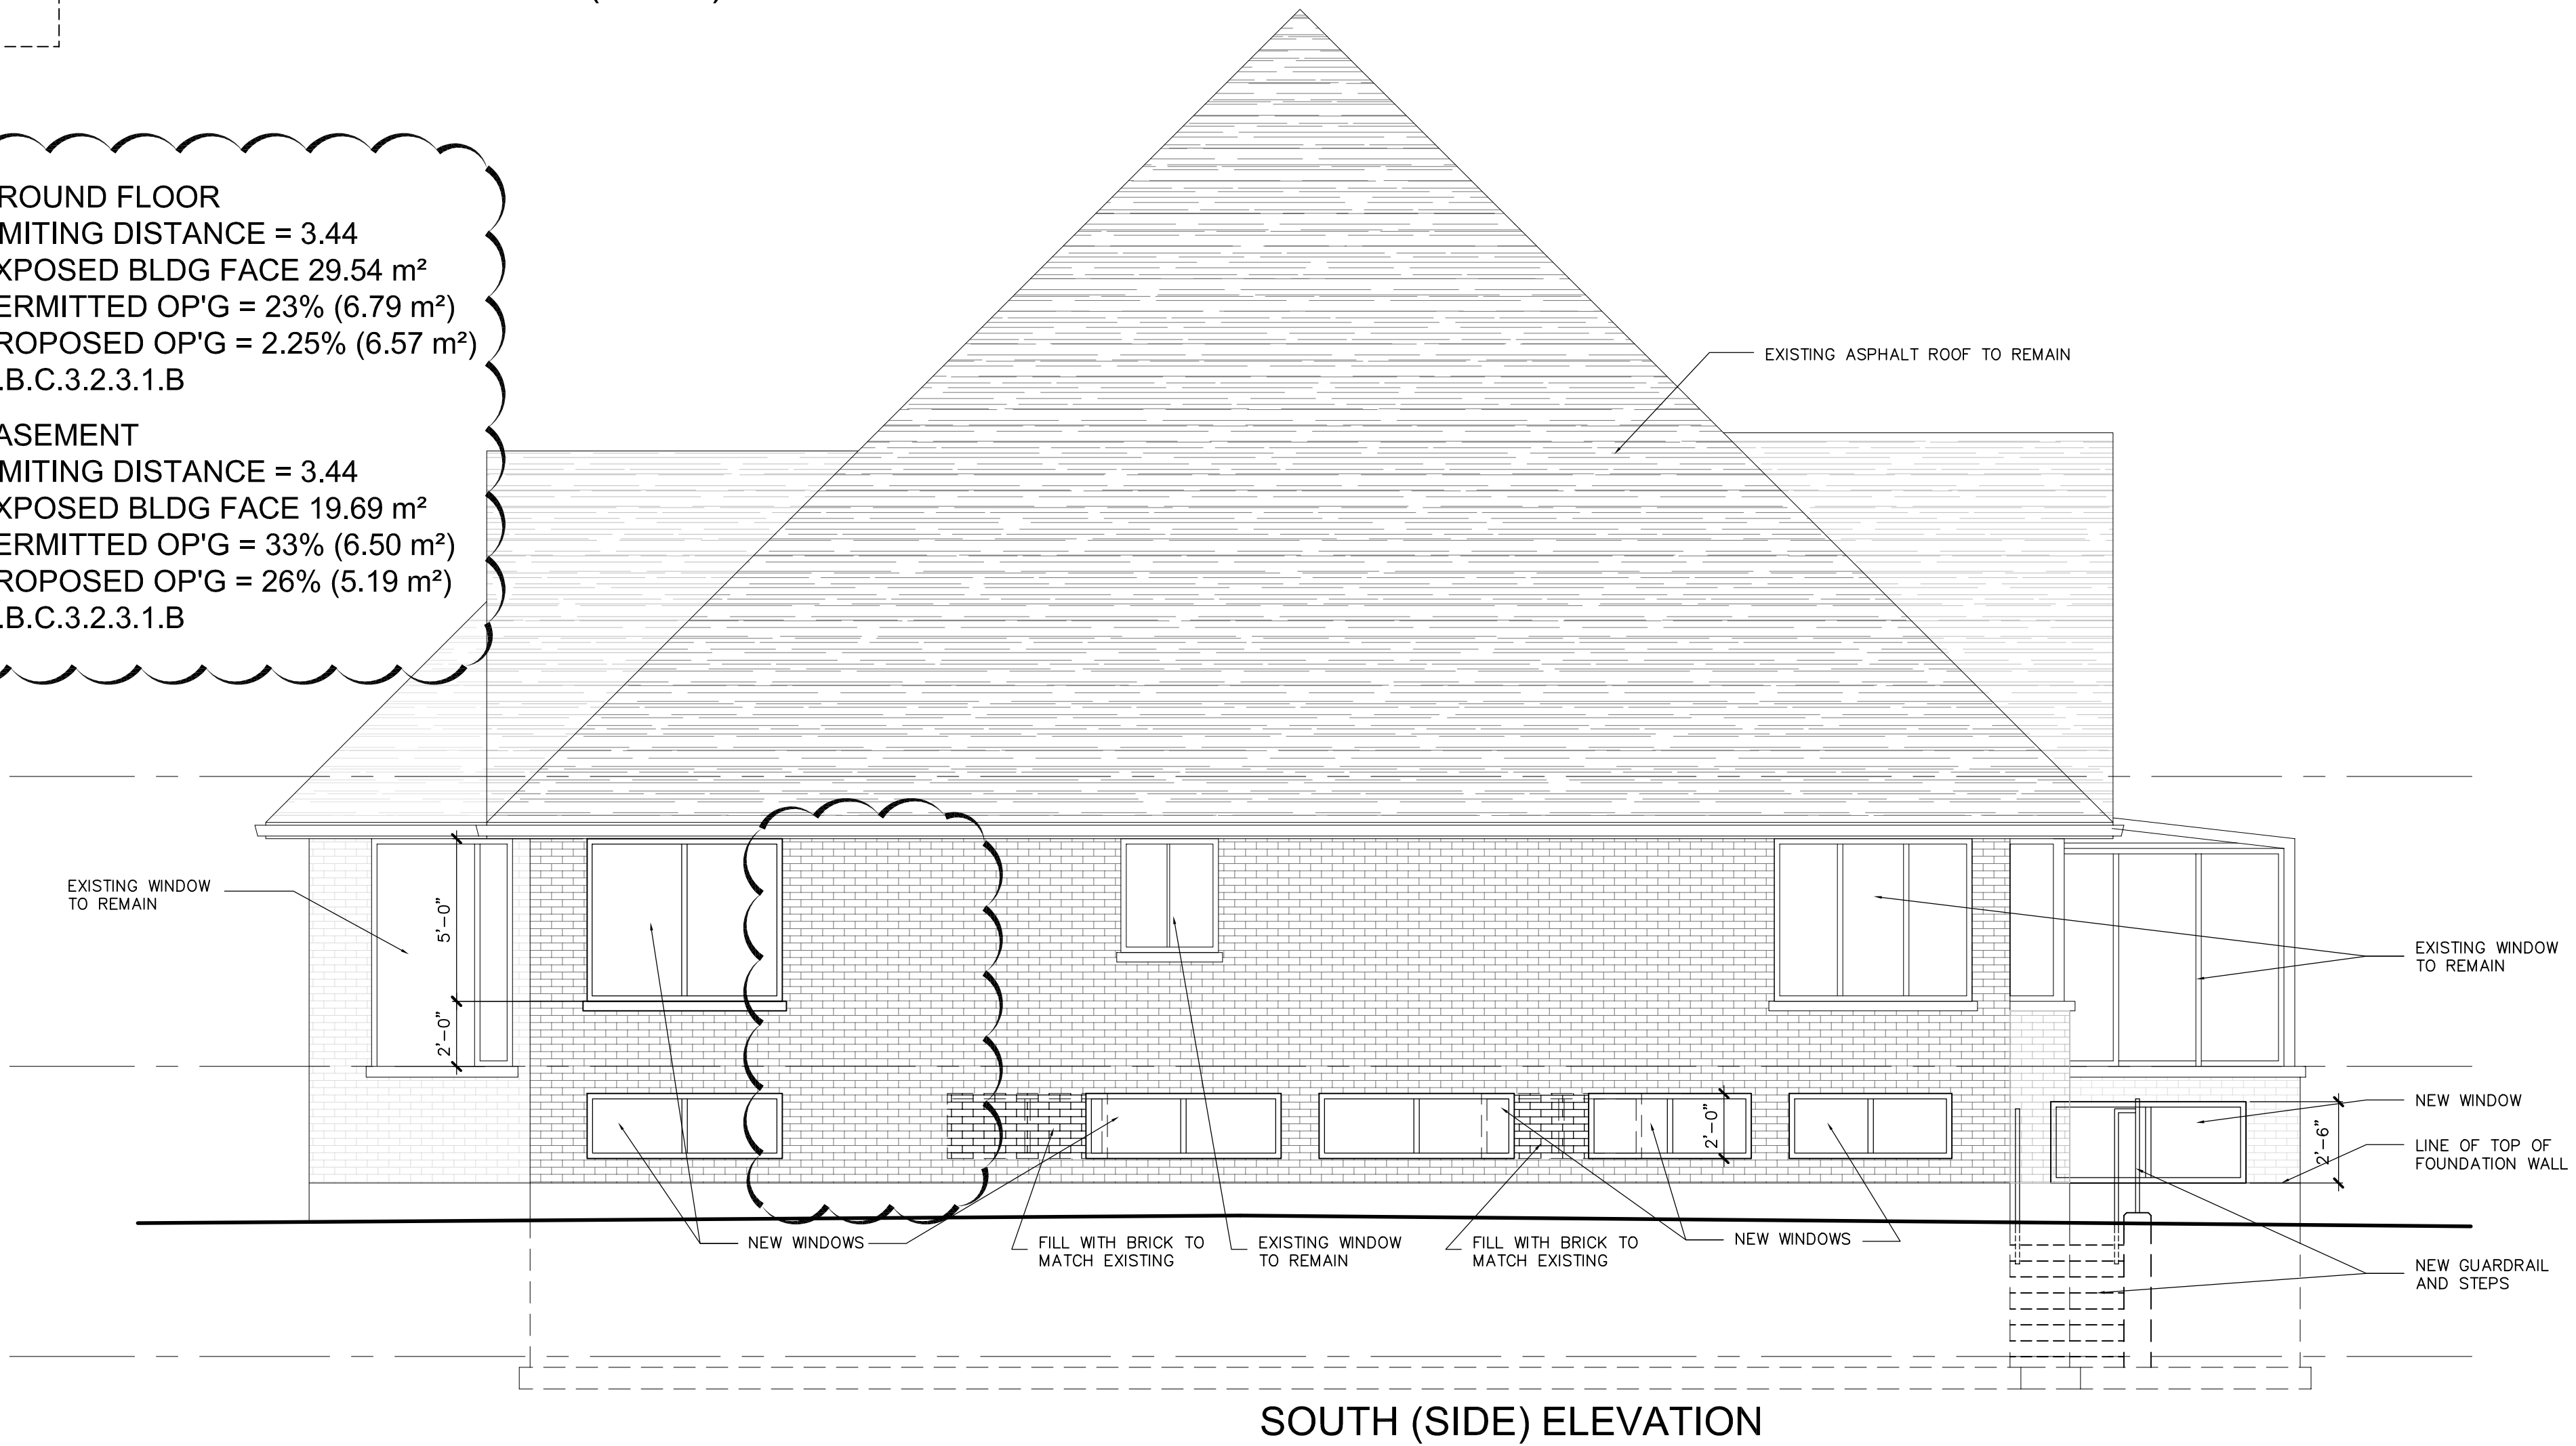 ROUND FLOOR
MITING DISTANCE = 3.44
XPOSED BLDG FACE 29.54 m²
ERMITTED OP'G = 23% (6.79 m²)
ROPOSED OP'G = 2.25% (6.57 m²)
.B.C.3.2.3.1.B
ASEMENT
MITING DISTANCE = 3.44
XPOSED BLDG FACE 19.69 m²
ERMITTED OP'G = 33% (6.50 m²)
ROPOSED OP'G = 26% (5.19 m²)
.B.C.3.2.3.1.B
EXISTING ASPHALT ROOF TO REMAIN
EXISTING WINDOW
TO REMAIN
5'-0"
2'-0"
EXISTING WINDOW
TO REMAIN
NEW WINDOW
2'-0"
2'-6"
LINE OF TOP OF
FOUNDATION WALL
NEW WINDOWS
FILL WITH BRICK TO
MATCH EXISTING
EXISTING WINDOW
TO REMAIN
FILL WITH BRICK TO
MATCH EXISTING
NEW WINDOWS
NEW GUARDRAIL
AND STEPS
SOUTH (SIDE) ELEVATION